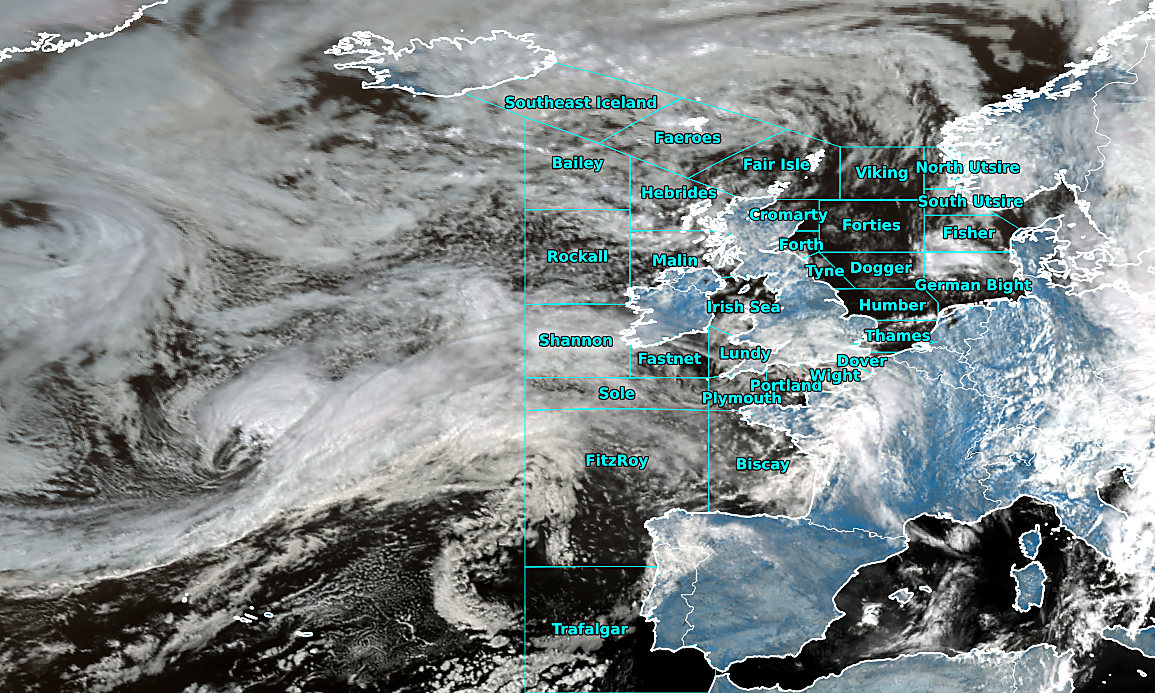 Southeast Iceland
Faeroes
Bailey
Fair Isle
North Utsire
Viking
Hebrides
South Utsire
Cromarty
Forties
Fisher
Forth
Rockall
Malin
Tyne
Dogger
German Bight
Irish Sea
Humber
Thames
Shannon
Lundy
Fastnet
Dover
Wight
Portland
Sole
Plymouth
FitzRoy
Biscay
Trafalgar